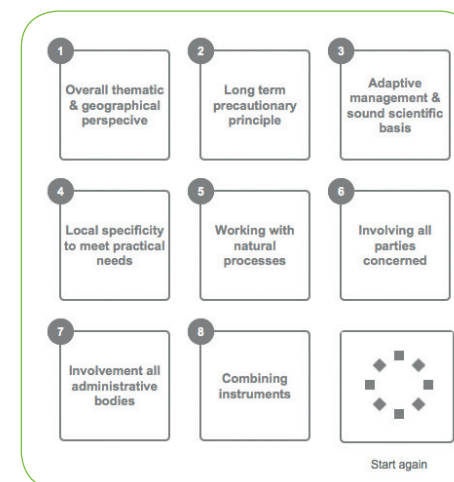 1
Overall thematic
& geographical
perspecive
2
Long term
precautionary
principle
3
Adaptive
management &
sound scientific
basis
4
Local specificity
to meet practical
needs
5
Working with
natural
processes
6
Involving all
parties
concerned
7
Involvement all
administrative
bodies
8
Combining
instruments
Start again